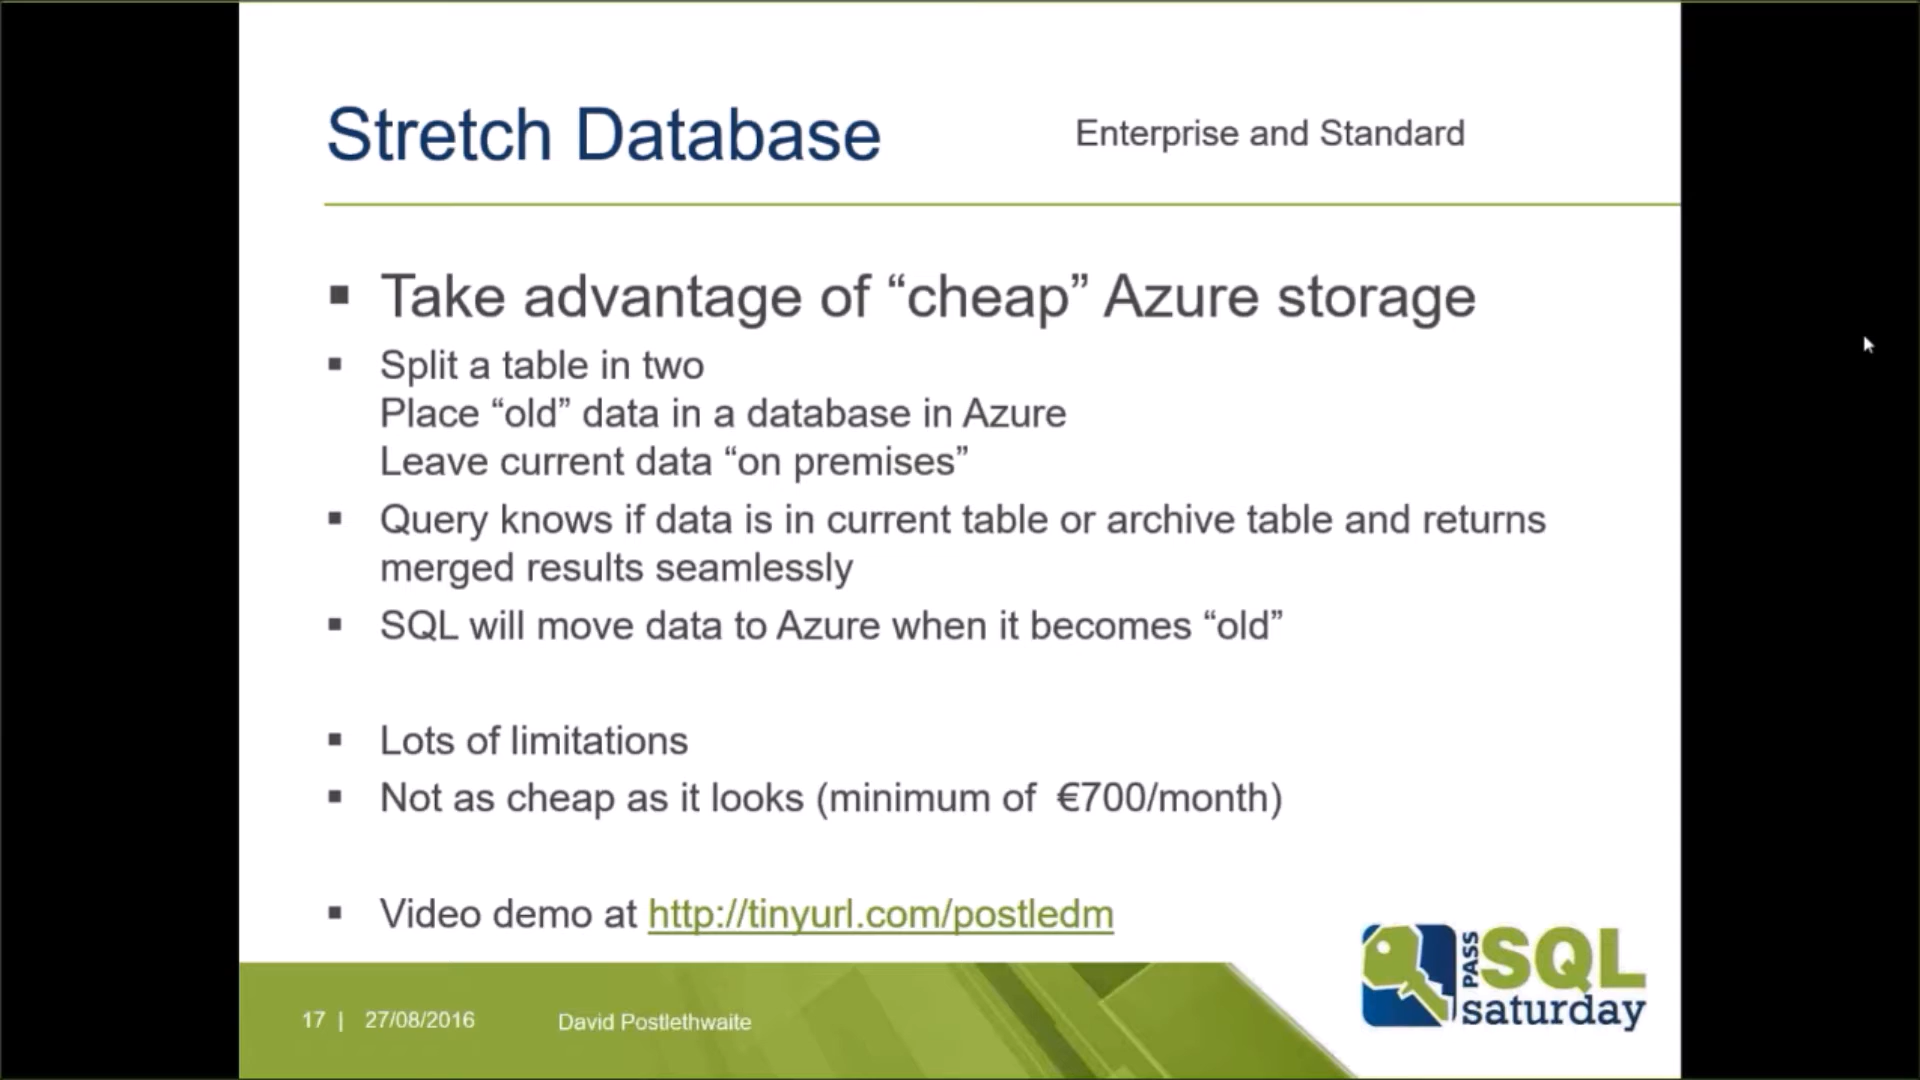 Stretch Database
Enterprise and Standard
▪ Take advantage of “cheap” Azure storage
▪ Split a table in two
Place “old” data in a database in Azure
Leave current data “on premises”
▪ Query knows if data is in current table or archive table and returns
merged results seamlessly
▪ SQL will move data to Azure when it becomes “old”
▪ Lots of limitations
▪ Not as cheap as it looks (minimum of €700/month)
▪ Video demo at http://tinyurl.com/postledm
17 | 27/08/2016 David Postlethwaite
PASS SQL
saturday